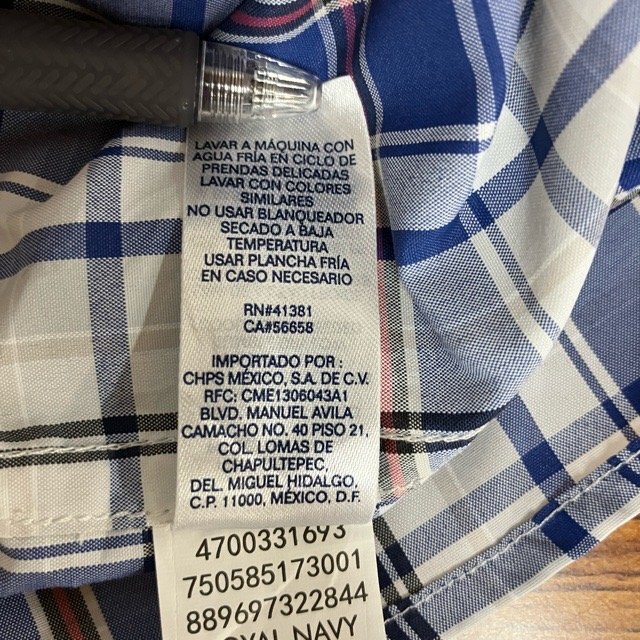 LAVAR A MÁQUINA CON
AGUA FRÍA EN CICLO DE
PRENDAS DELICADAS
LAVAR CON COLORES
SIMILARES
NO USAR BLANQUEADOR
SECADO A BAJA
TEMPERATURA
USAR PLANCHA FRÍA
EN CASO NECESARIO
RN#41381
CA#56658
IMPORTADO POR :
CHPS MÉXICO, S.A. DE C.V.
RFC: CME1306043A1
BLVD. MANUEL AVILA
CAMACHO NO. 40 PISO 21,
COL. LOMAS DE
CHAPULTEPEC,
DEL. MIGUEL HIDALGO,
C.P. 11000, MÉXICO, D.F.
4700331693
750585173001
889697322844
NAVY